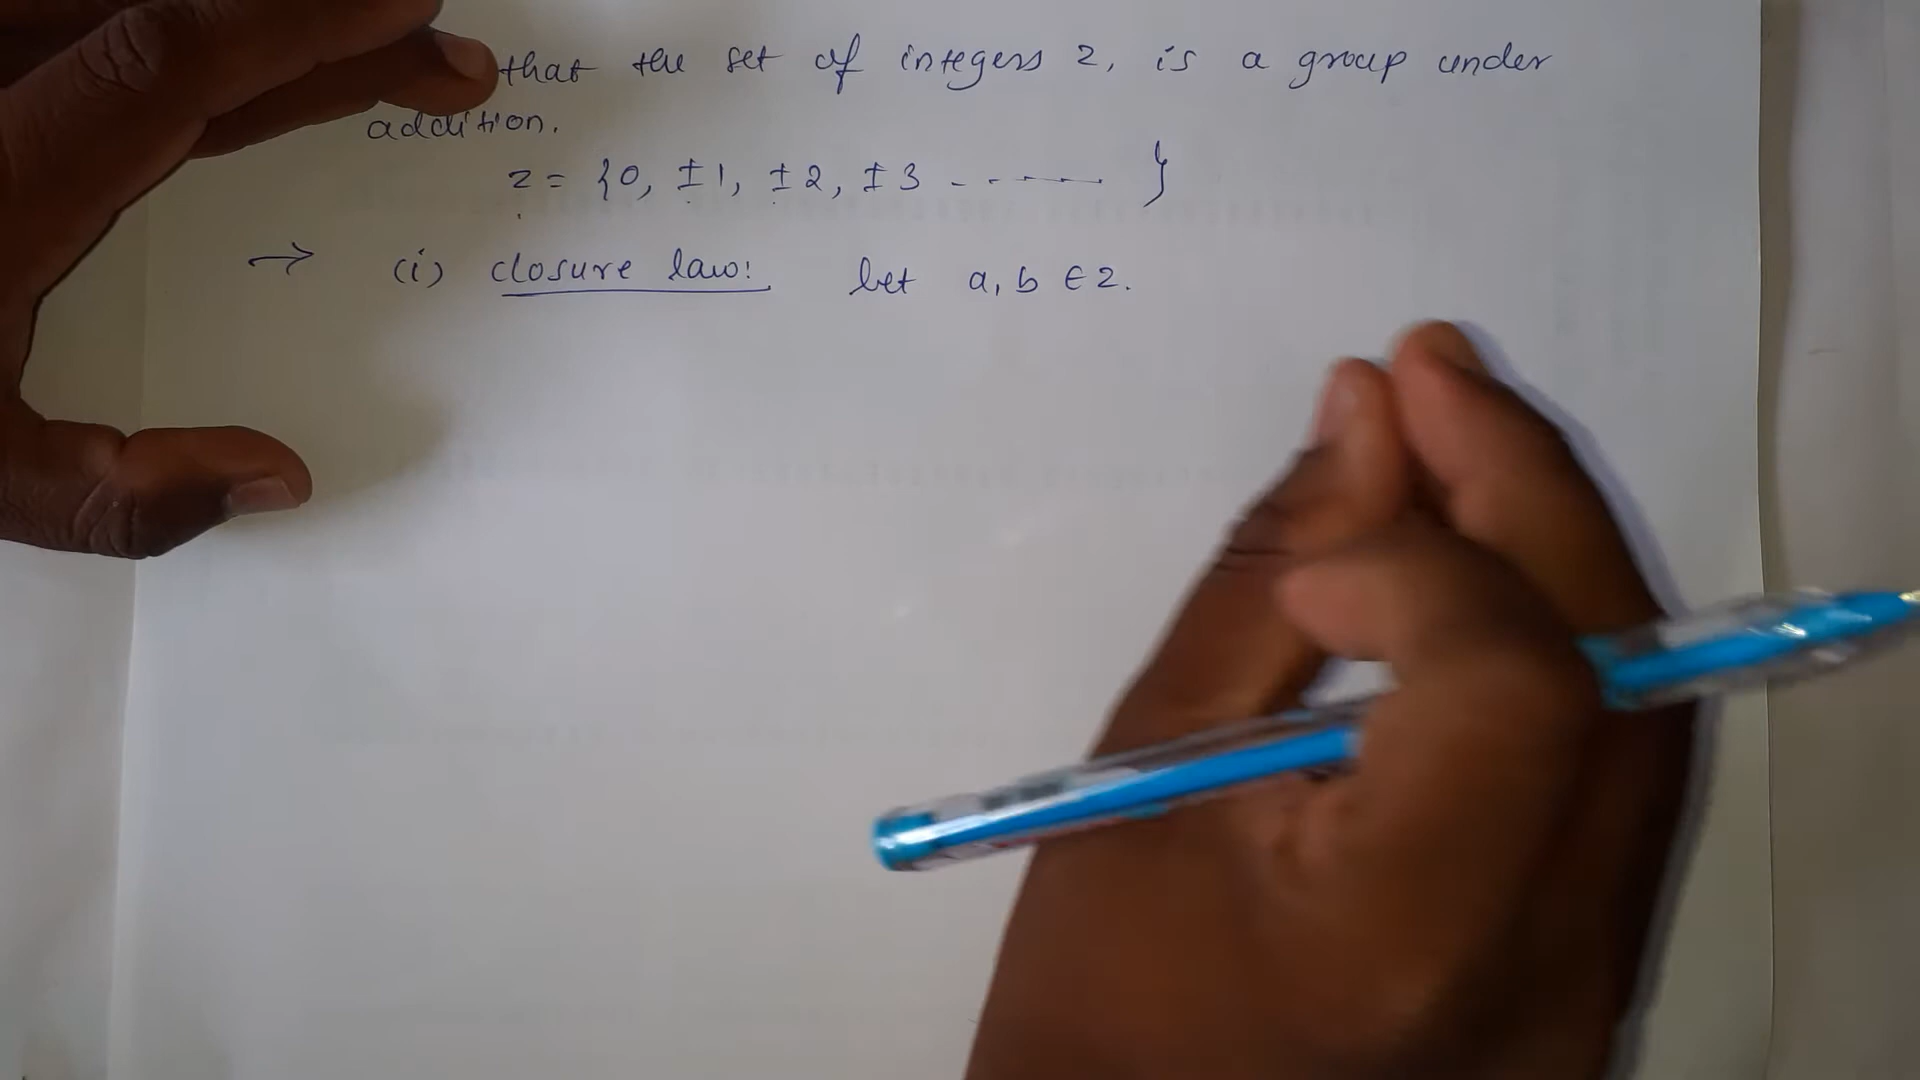 that the set of integers z, is a group under
addition.
z = {0, ±1, ±2, ±3 - - - - - }
→ (i) closure law: let a, b ∈ z.